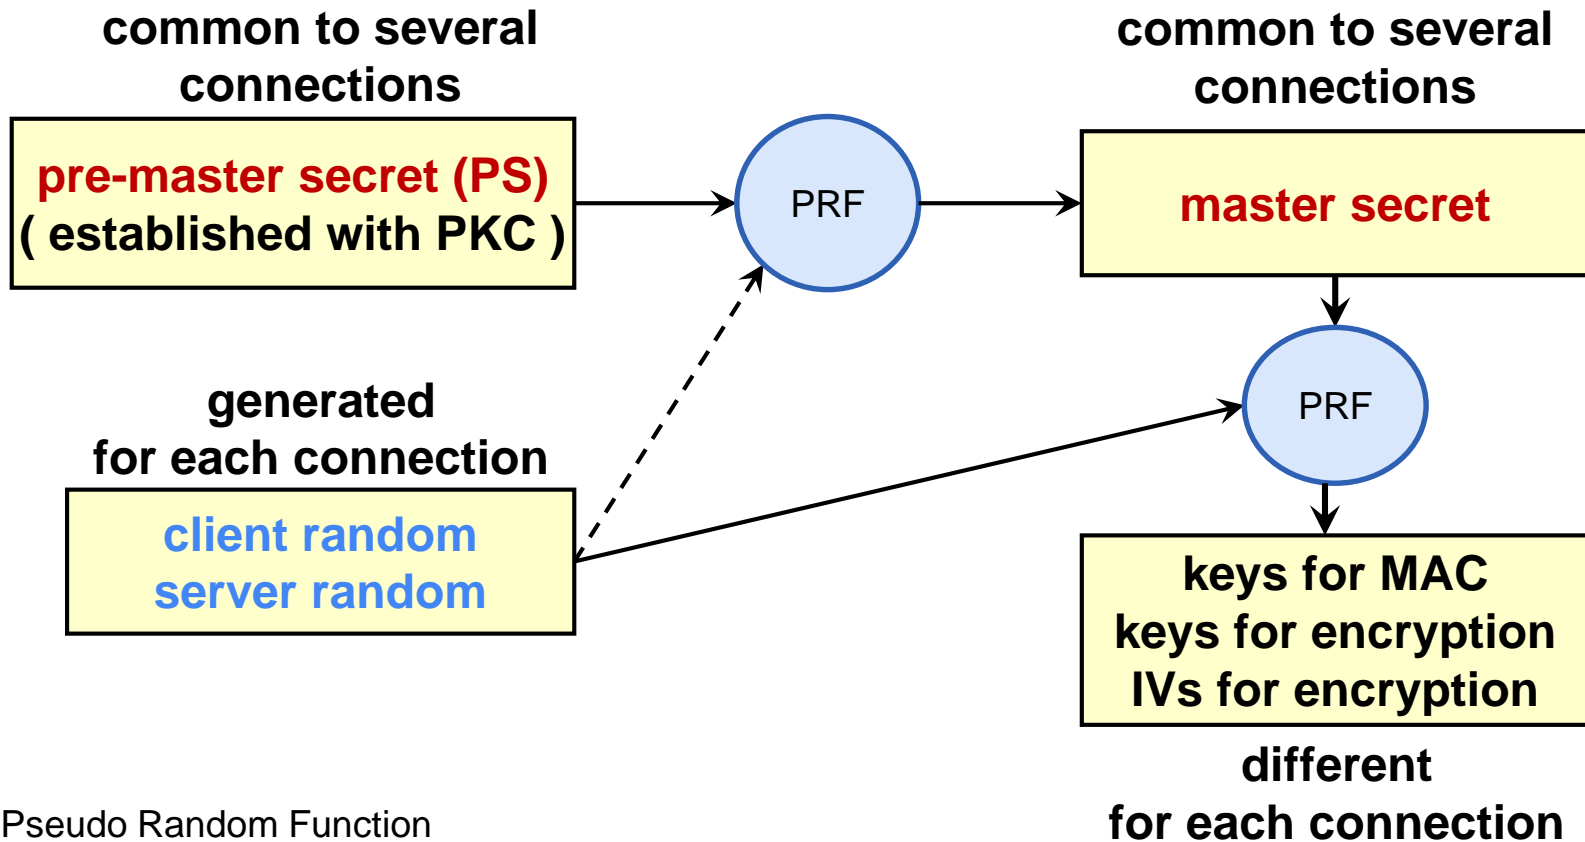 common to several
connections
pre-master secret (PS)
( established with PKC )
PRF
common to several
connections
master secret
generated
for each connection
client random
server random
PRF
keys for MAC
keys for encryption
IVs for encryption
different
for each connection
Pseudo Random Function